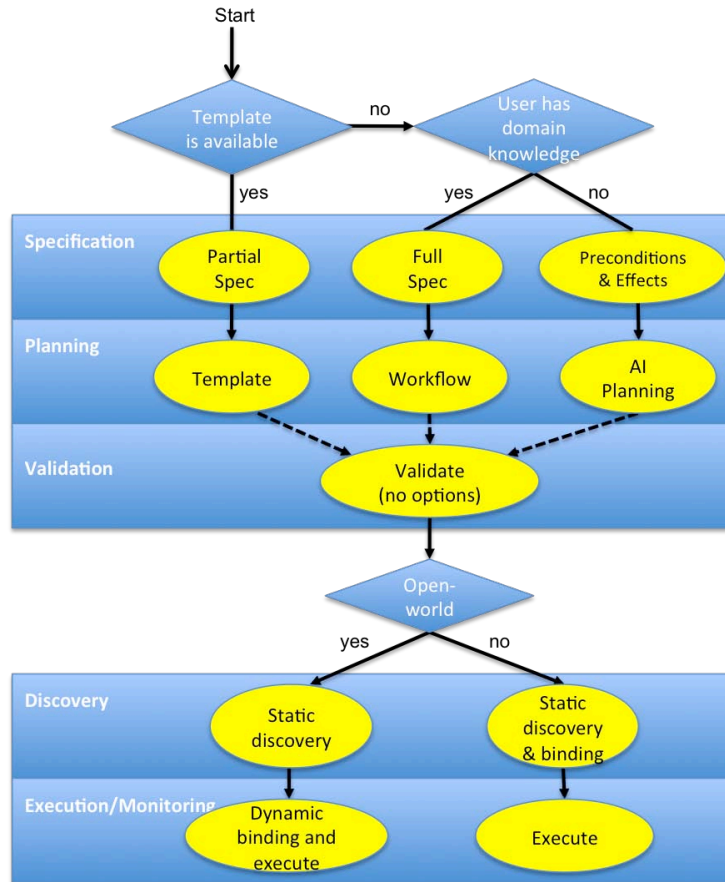 Start
Template
is available
no
User has
domain
knowledge
yes
yes
no
Specification
Partial
Spec
Full
Spec
Preconditions
& Effects
Planning
Template
Workflow
AI
Planning
Validation
Validate
(no options)
Open-
world
yes
no
Discovery
Static
discovery
Static
discovery
& binding
Execution/Monitoring
Dynamic
binding and
execute
Execute